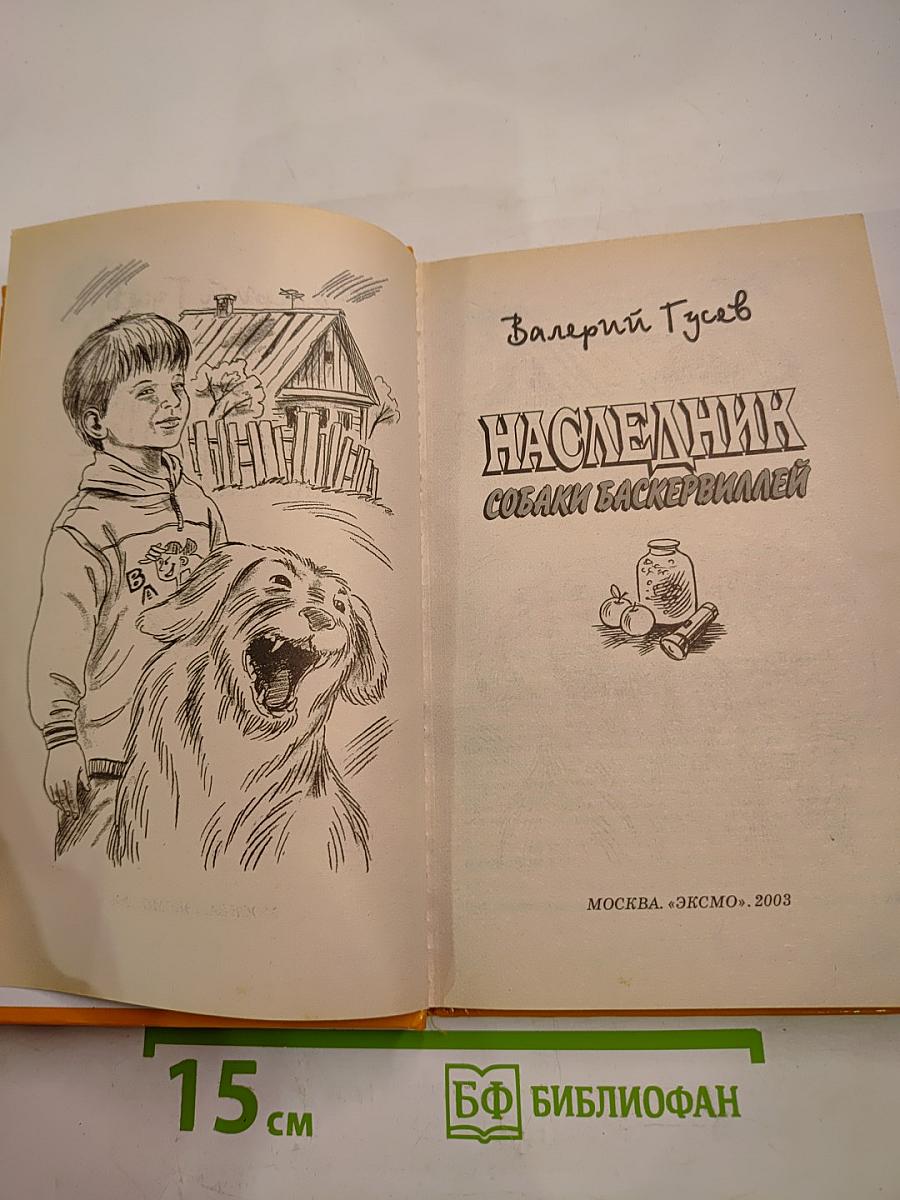 Валерий Гусев
НАСЛЕДНИК
СОБАКИ БАСКЕРВИЛЛЕЙ
В
А
МОСКВА. «ЭКСМО». 2003
15 см
БФ БИБЛИОФАН